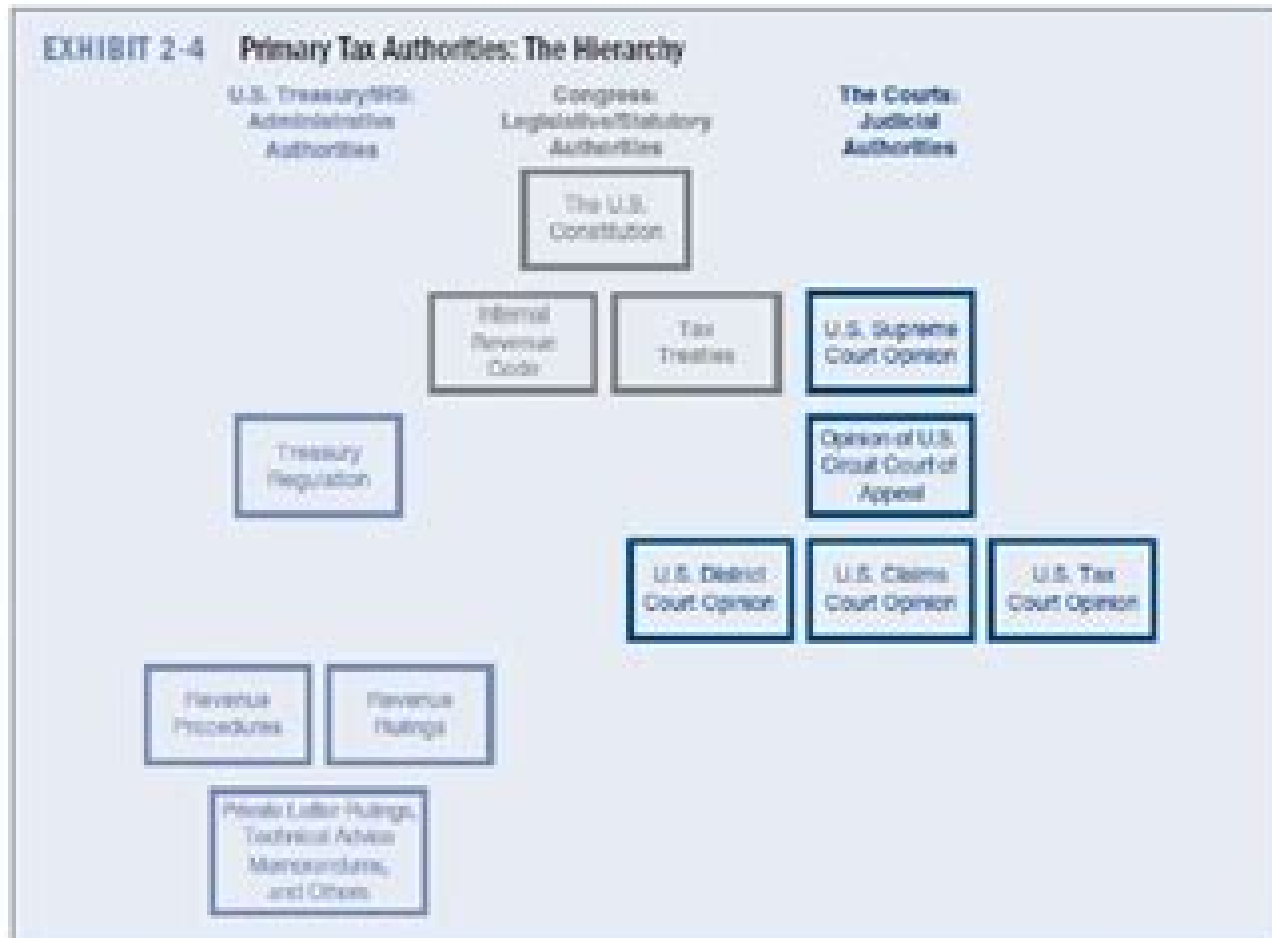 EXHIBIT 2-4 Primary Tax Authorities: The Hierarchy
U.S. Treasury/IRS:
Administrative
Authorities
Congress:
Legislative/Statutory
Authorities
The Courts:
Judicial
Authorities
The U.S.
Constitution
Internal
Revenue
Code
Tax
Treaties
U.S. Supreme
Court Opinion
Treasury
Regulation
Opinion of U.S.
Circuit Court of
Appeal
U.S. District
Court Opinion
U.S. Claims
Court Opinion
U.S. Tax
Court Opinion
Revenue
Procedures
Revenue
Rulings
Private Letter Rulings,
Technical Advice
Memorandums,
and Others